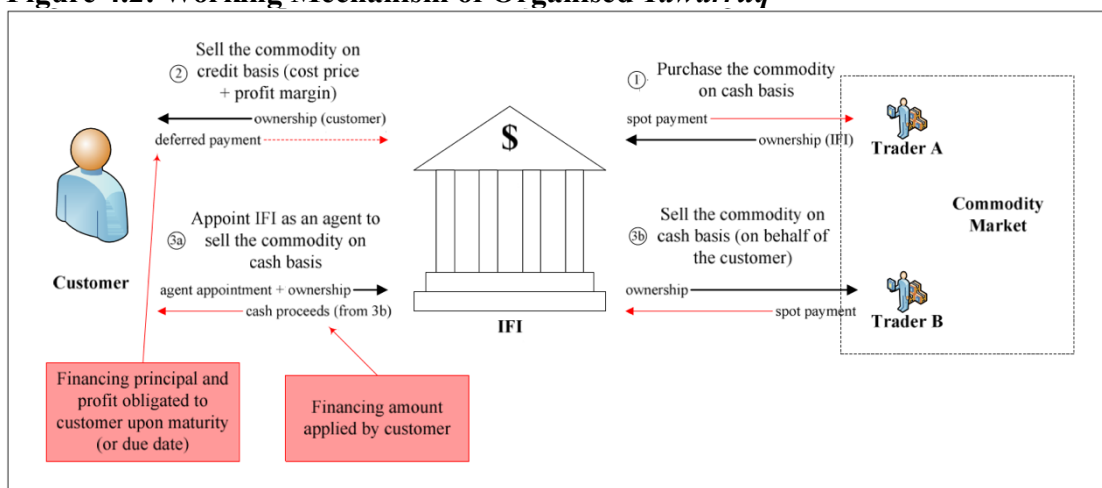 Figure 4.2: Working Mechanism of Organised Tawarruq
Sell the commodity on
② credit basis (cost price
+ profit margin)
ownership (customer)
deferred payment
$
① Purchase the commodity
on cash basis
spot payment
ownership (IFI)
Trader A
Commodity
Market
Appoint IFI as an agent to
3a sell the commodity on
cash basis
Customer
agent appointment + ownership
cash proceeds (from 3b)
IFI
Sell the commodity on
3b cash basis (on behalf of
the customer)
ownership
spot payment
Trader B
Financing principal and
profit obligated to
customer upon maturity
(or due date)
Financing amount
applied by customer